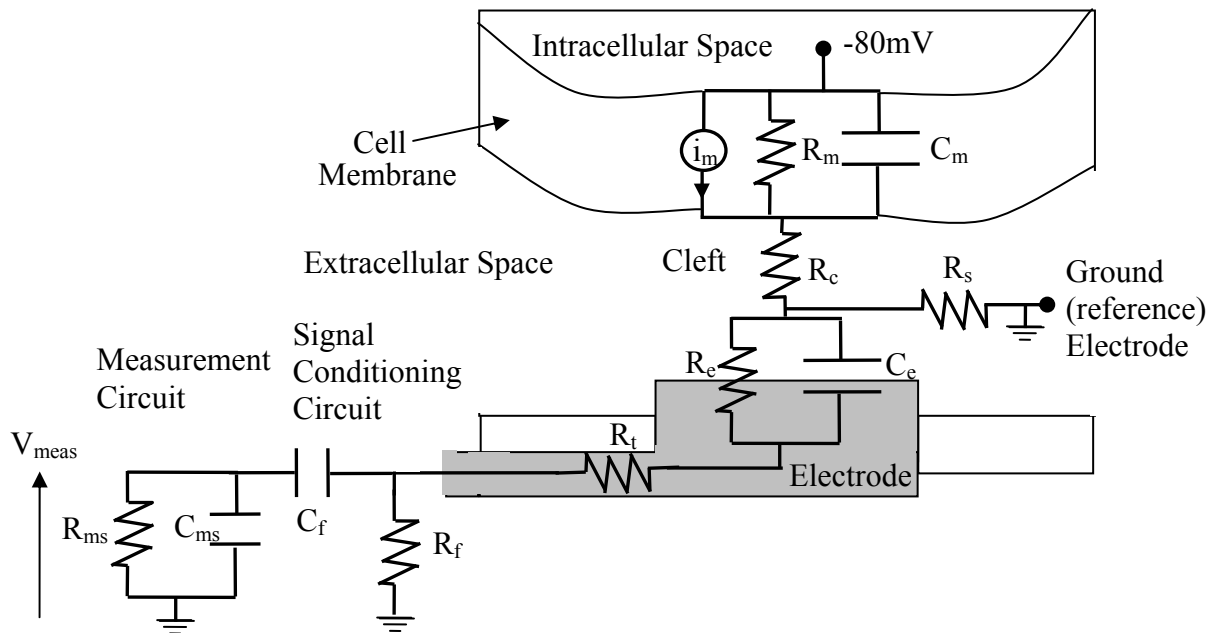 Intracellular Space
-80mV
Cell
Membrane
i_m
R_m
C_m
Extracellular Space
Cleft
R_c
R_s
Ground
(reference)
Electrode
Measurement
Circuit
Signal
Conditioning
Circuit
R_e
C_e
V_meas
R_t
Electrode
R_ms
C_ms
C_f
R_f